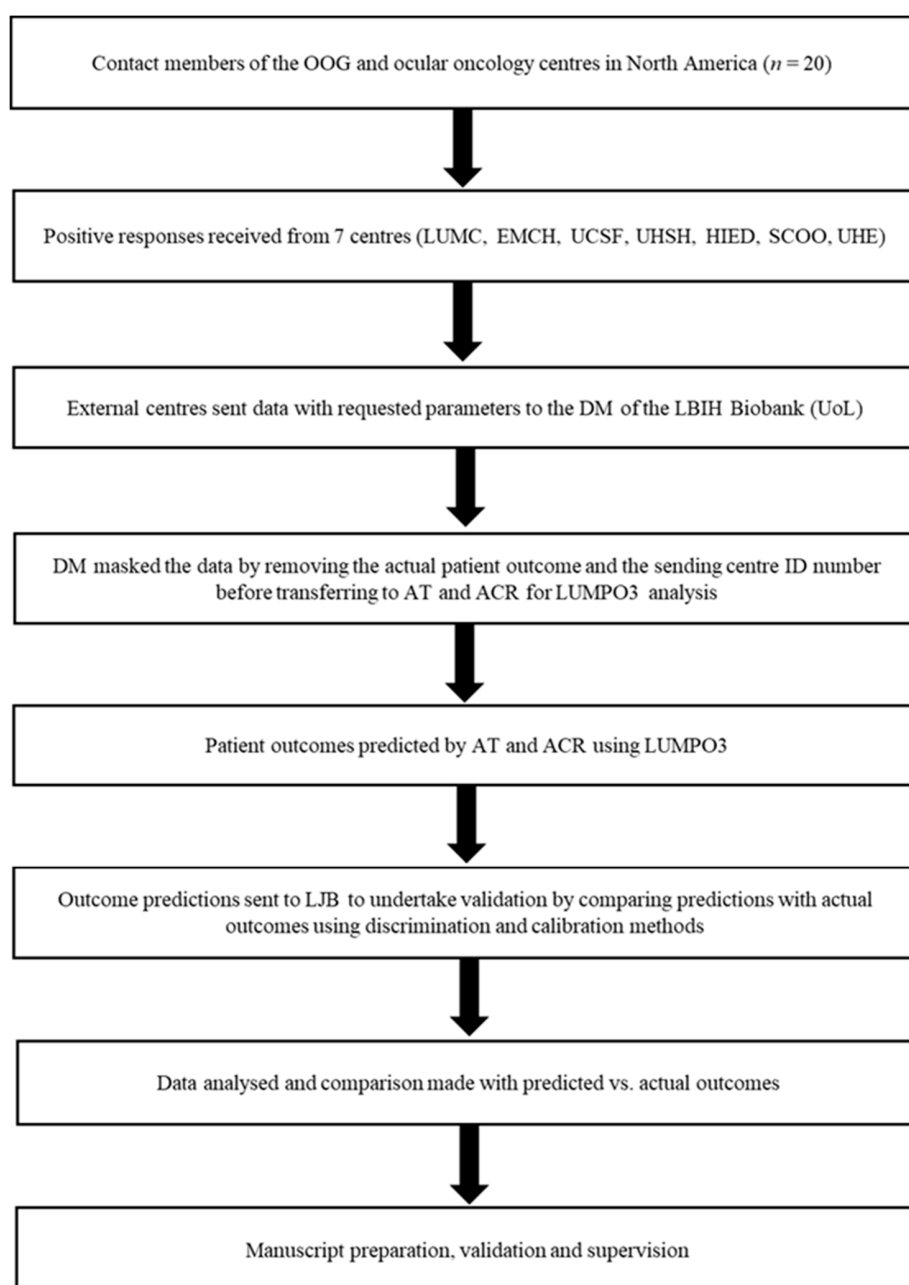 Contact members of the OOG and ocular oncology centres in North America (n = 20)
Positive responses received from 7 centres (LUMC, EMCH, UCSF, UHSH, HIED, SCOO, UHE)
External centres sent data with requested parameters to the DM of the LBIH Biobank (UoL)
DM masked the data by removing the actual patient outcome and the sending centre ID number
before transferring to AT and ACR for LUMPO3 analysis
Patient outcomes predicted by AT and ACR using LUMPO3
Outcome predictions sent to LJB to undertake validation by comparing predictions with actual
outcomes using discrimination and calibration methods
Data analysed and comparison made with predicted vs. actual outcomes
Manuscript preparation, validation and supervision